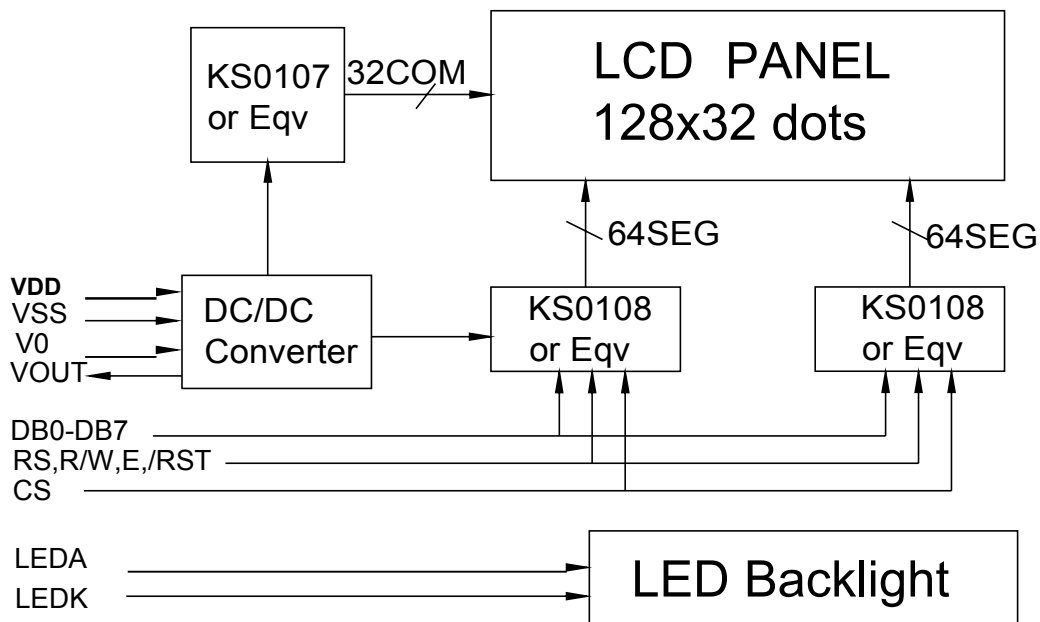 KS0107
or Eqv
32COM
LCD PANEL
128x32 dots
64SEG
64SEG
VDD
VSS
V0
VOUT
DC/DC
Converter
KS0108
or Eqv
KS0108
or Eqv
DB0-DB7
RS,R/W,E,/RST
CS
LEDA
LEDK
LED Backlight